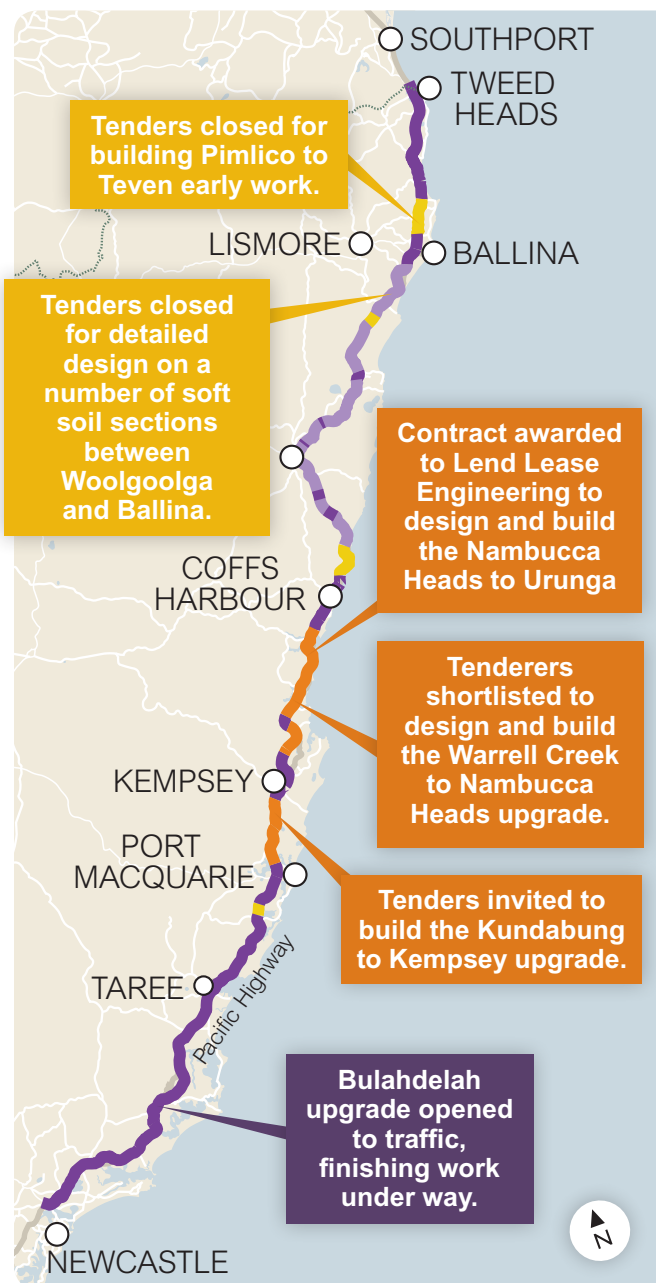 SOUTHPORT
TWEED
HEADS
Tenders closed for
building Pimlico to
Teven early work.
LISMORE
BALLINA
Tenders closed
for detailed
design on a
number of soft
soil sections
between
Woolgoolga
and Ballina.
Contract awarded
to Lend Lease
Engineering to
design and build
the Nambucca
Heads to Urunga
COFFS
HARBOUR
Tenderers
shortlisted to
design and build
the Warrell Creek
to Nambucca
Heads upgrade.
KEMPSEY
PORT
MACQUARIE
Tenders invited to
build the Kundabung
to Kempsey upgrade.
TAREE
Pacific Highway
Bulahdelah
upgrade opened
to traffic,
finishing work
under way.
N
NEWCASTLE